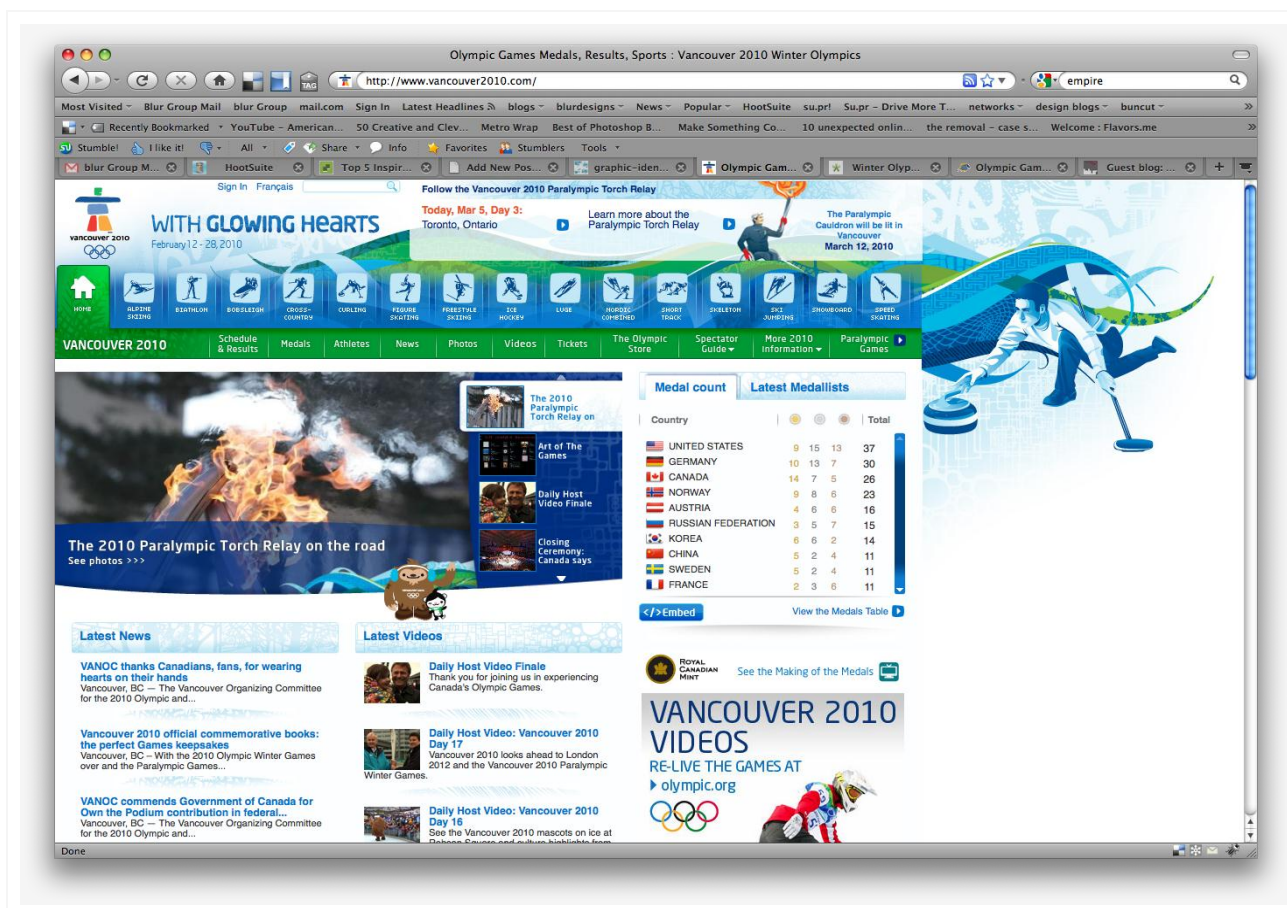 Olympic Games Medals, Results, Sports : Vancouver 2010 Winter Olympics
TAG
http://www.vancouver2010.com/
empire
Most Visited Blur Group Mail blur Group mail.com Sign In Latest Headlines blogs blurdesigns News Popular HootSuite su.pr! Su.pr – Drive More T... networks design blogs buncut »
Recently Bookmarked YouTube – American... 50 Creative and Clev... Metro Wrap Best of Photoshop B... Make Something Co... 10 unexpected onlin... the removal – case s... Welcome : Flavors.me »
Stumble! I like it! All Share Info Favorites Stumblers Tools
blur Group M... HootSuite Top 5 Inspir... Add New Pos... graphic-iden... Olympic Gam... Winter Olyp... Olympic Gam... Guest blog: ...
Sign In Français
Follow the Vancouver 2010 Paralympic Torch Relay
vancouver 2010
WITH GLOWING HEARTS
February 12 - 28, 2010
Today, Mar 5, Day 3:
Toronto, Ontario
Learn more about the
Paralympic Torch Relay
The Paralympic
Cauldron will be lit in
Vancouver
March 12, 2010
HOME
ALPINE
SKIING
BIATHLON
BOBSLEIGH
CROSS-
COUNTRY
CURLING
FIGURE
SKATING
FREESTYLE
SKIING
ICE
HOCKEY
LUGE
NORDIC
COMBINED
SHORT
TRACK
SKELETON
SKI
JUMPING
SNOWBOARD
SPEED
SKATING
VANCOUVER 2010
Schedule
& Results
Medals
Athletes
News
Photos
Videos
Tickets
The Olympic
Store
Spectator
Guide
More 2010
Information
Paralympic
Games
The 2010
Paralympic
Torch Relay on
Art of The
Games
Daily Host
Video Finale
Closing
Ceremony:
Canada says
The 2010 Paralympic Torch Relay on the road
See photos >>>
Medal count Latest Medallists
Country Total
UNITED STATES 9 15 13 37
GERMANY 10 13 7 30
CANADA 14 7 5 26
NORWAY 9 8 6 23
AUSTRIA 4 6 6 16
RUSSIAN FEDERATION 3 5 7 15
KOREA 6 6 2 14
CHINA 5 2 4 11
SWEDEN 5 2 4 11
FRANCE 2 3 6 11
</>Embed
View the Medals Table
Latest News
VANOC thanks Canadians, fans, for wearing
hearts on their hands
Vancouver, BC — The Vancouver Organizing Committee
for the 2010 Olympic and...
Vancouver 2010 official commemorative books:
the perfect Games keepsakes
Vancouver, BC – With the 2010 Olympic Winter Games
over and the Paralympic Games...
VANOC commends Government of Canada for
Own the Podium contribution in federal...
Vancouver, BC — The Vancouver Organizing Committee
for the 2010 Olympic and...
Latest Videos
Daily Host Video Finale
Thank you for joining us in experiencing
Canada's Olympic Games.
Daily Host Video: Vancouver 2010
Day 17
Vancouver 2010 looks ahead to London
2012 and the Vancouver 2010 Paralympic
Winter Games.
Daily Host Video: Vancouver 2010
Day 16
See the Vancouver 2010 mascots on ice at
Robson Square and culture highlights from
ROYAL
CANADIAN
MINT
See the Making of the Medals
VANCOUVER 2010
VIDEOS
RE-LIVE THE GAMES AT
olympic.org
Done